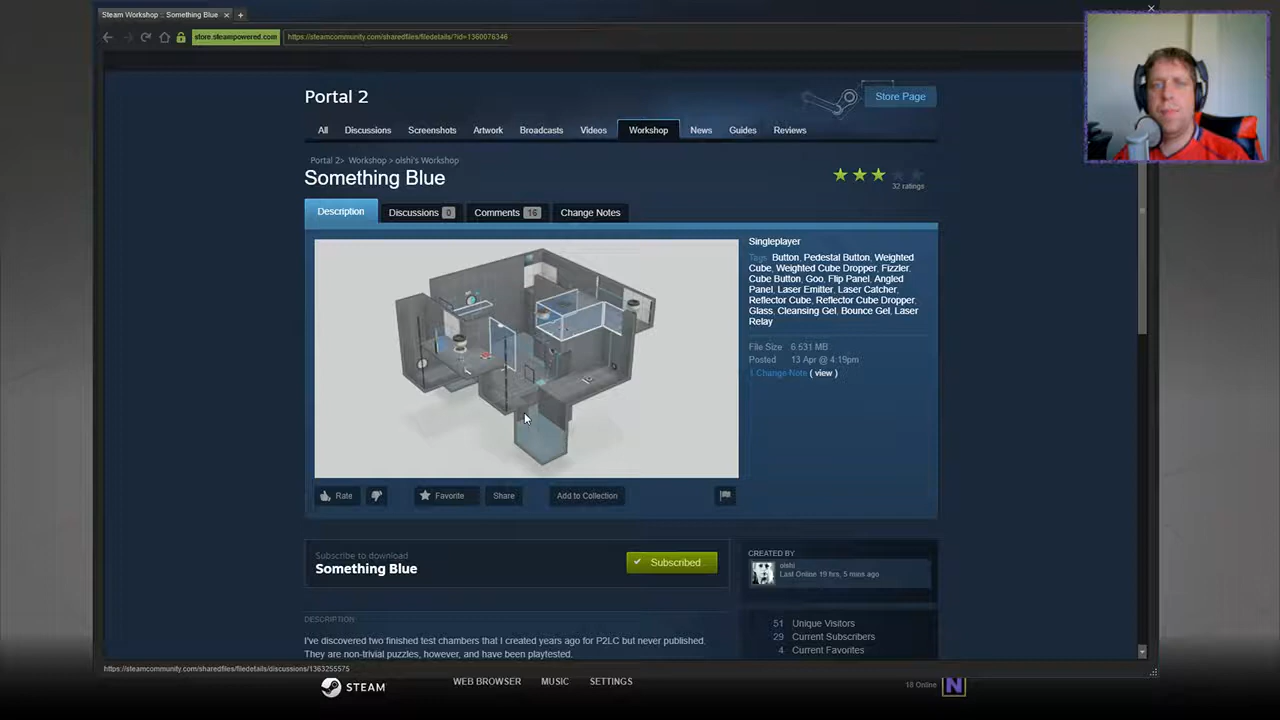 Steam Workshop :: Something Blue
store.steampowered.com
https://steamcommunity.com/sharedfiles/filedetails/?id=1360076346
Portal 2
Store Page
All
Discussions
Screenshots
Artwork
Broadcasts
Videos
Workshop
News
Guides
Reviews
Portal 2> Workshop > olshi's Workshop
Something Blue
32 ratings
Description
Discussions 0
Comments 16
Change Notes
Singleplayer
Tags: Button, Pedestal Button, Weighted
Cube, Weighted Cube Dropper, Fizzler,
Cube Button, Goo, Flip Panel, Angled
Panel, Laser Emitter, Laser Catcher,
Reflector Cube, Reflector Cube Dropper,
Glass, Cleansing Gel, Bounce Gel, Laser
Relay
File Size 6.531 MB
Posted 13 Apr @ 4:19pm
1 Change Note ( view )
Rate
Favorite
Share
Add to Collection
Subscribe to download
Something Blue
Subscribed
CREATED BY
olshi
Last Online 19 hrs, 5 mins ago
DESCRIPTION
I've discovered two finished test chambers that I created years ago for P2LC but never published.
They are non-trivial puzzles, however, and have been playtested.
51 Unique Visitors
29 Current Subscribers
4 Current Favorites
https://steamcommunity.com/sharedfiles/filedetails/discussions/1363255575
STEAM
WEB BROWSER
MUSIC
SETTINGS
18 Online
N